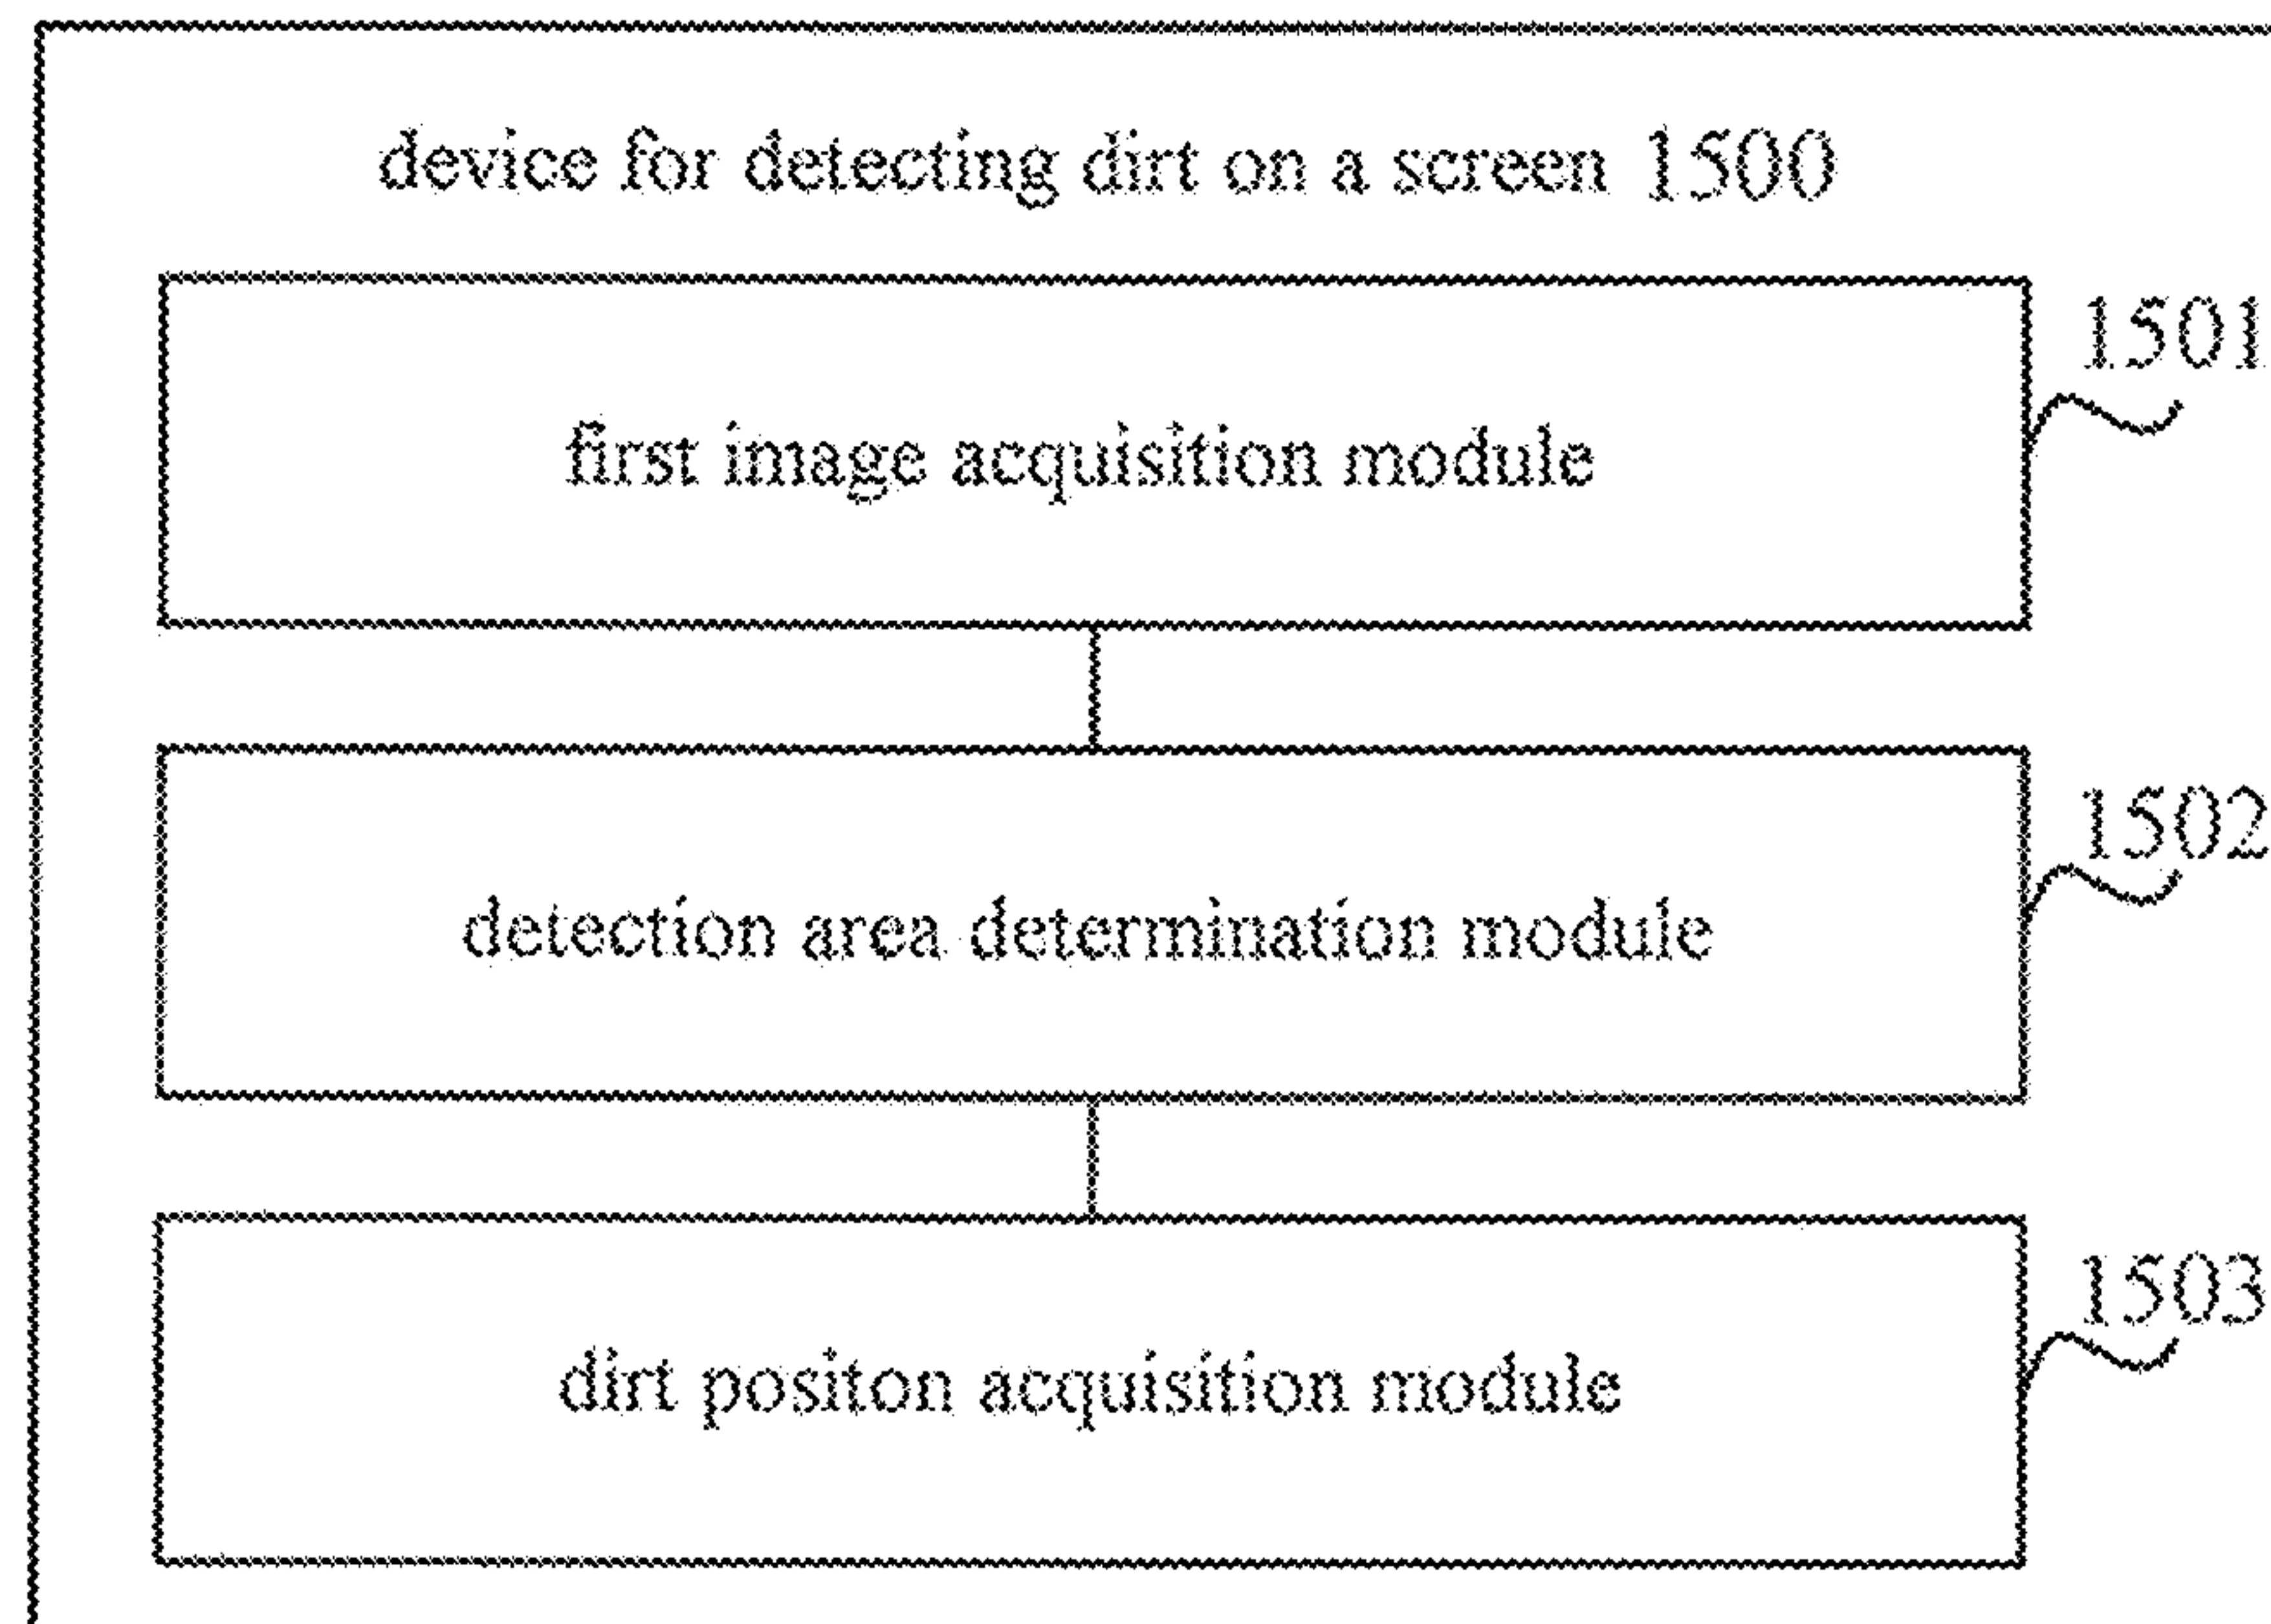 device for detecting dirt on a screen 1500
1501
first image acquisition module
1502
detection area determination module
1503
dirt positon acquisition module